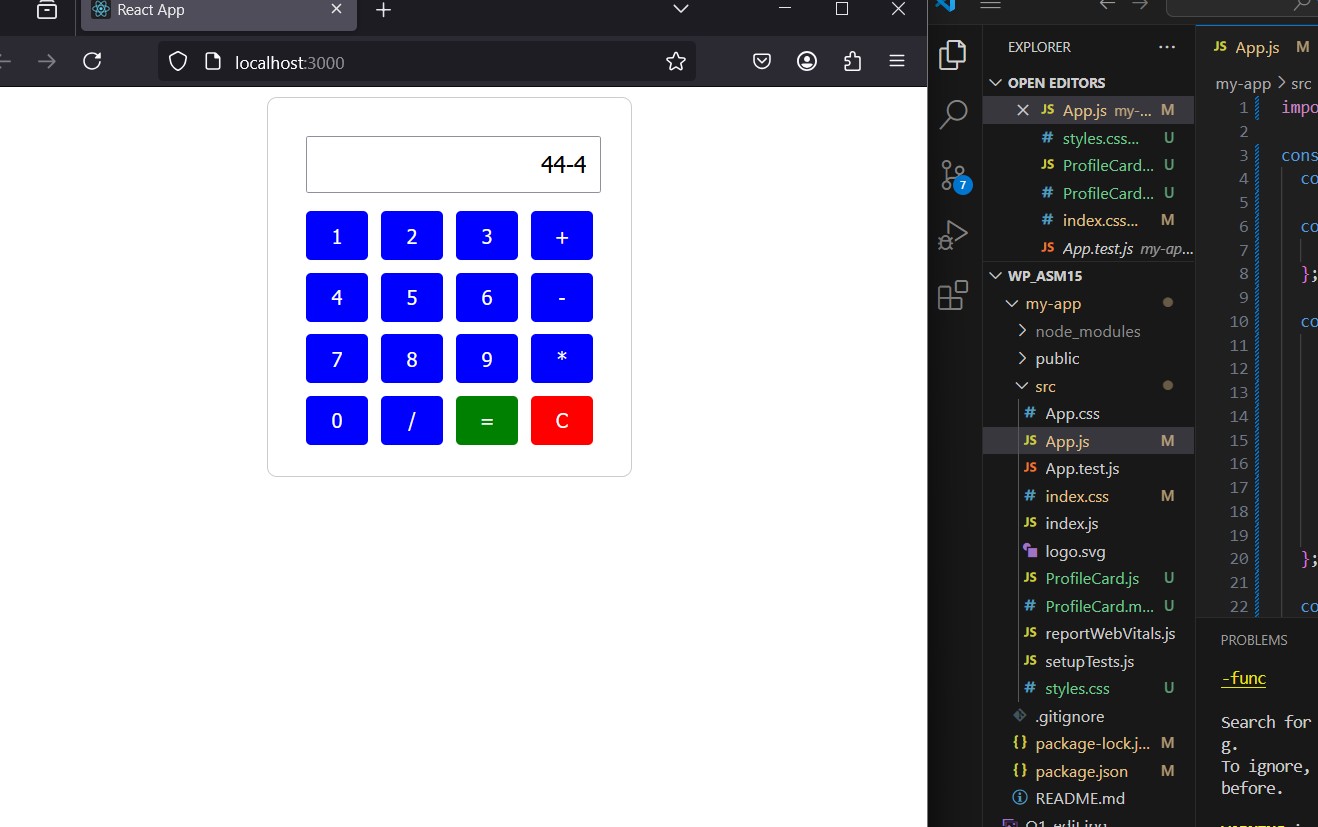 React App
localhost:3000
44-4
1 2 3 +
4 5 6 -
7 8 9 *
0 / = C
7
EXPLORER
OPEN EDITORS
JS App.js my-... M
# styles.css... U
JS ProfileCard... U
# ProfileCard... U
# index.css... M
JS App.test.js my-ap...
WP_ASM15
my-app
node_modules
public
src
# App.css
JS App.js M
JS App.test.js
# index.css M
JS index.js
logo.svg
JS ProfileCard.js U
# ProfileCard.m... U
JS reportWebVitals.js
JS setupTests.js
# styles.css U
.gitignore
{} package-lock.j... M
{} package.json M
README.md
JS App.js M
my-app > src
1 impo
2
3 cons
4 co
5
6 co
7
8 };
9
10 co
11
12
13
14
15
16
17
18
19
20 };
21
22 co
PROBLEMS
-func
Search for
g.
To ignore,
before.